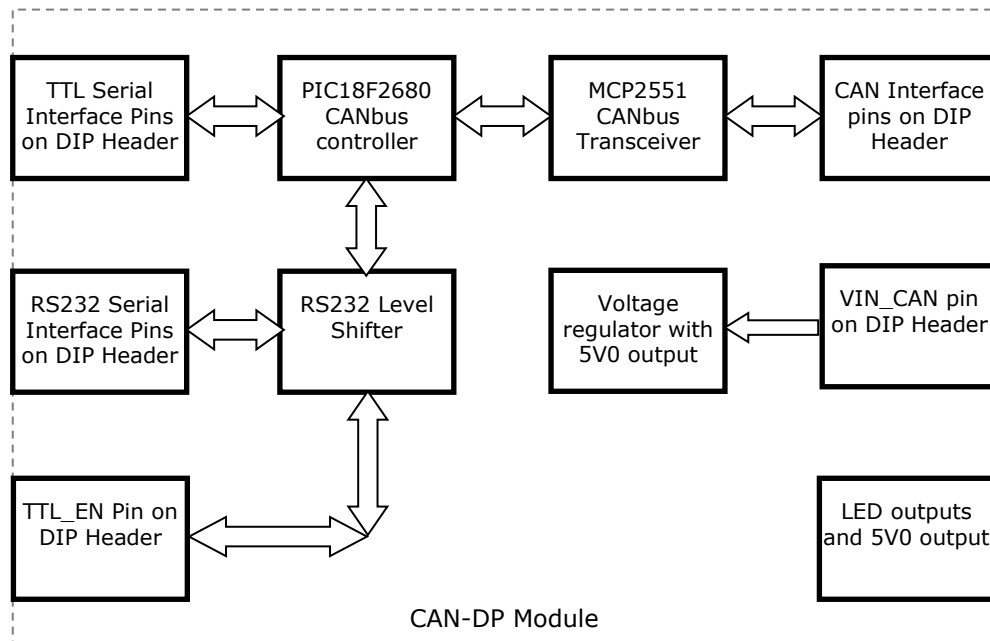 TTL Serial
Interface Pins
on DIP Header
PIC18F2680
CANbus
controller
MCP2551
CANbus
Transceiver
CAN Interface
pins on DIP
Header
RS232 Serial
Interface Pins
on DIP Header
RS232 Level
Shifter
Voltage
regulator with
5V0 output
VIN_CAN pin
on DIP Header
TTL_EN Pin on
DIP Header
LED outputs
and 5V0 output
CAN-DP Module